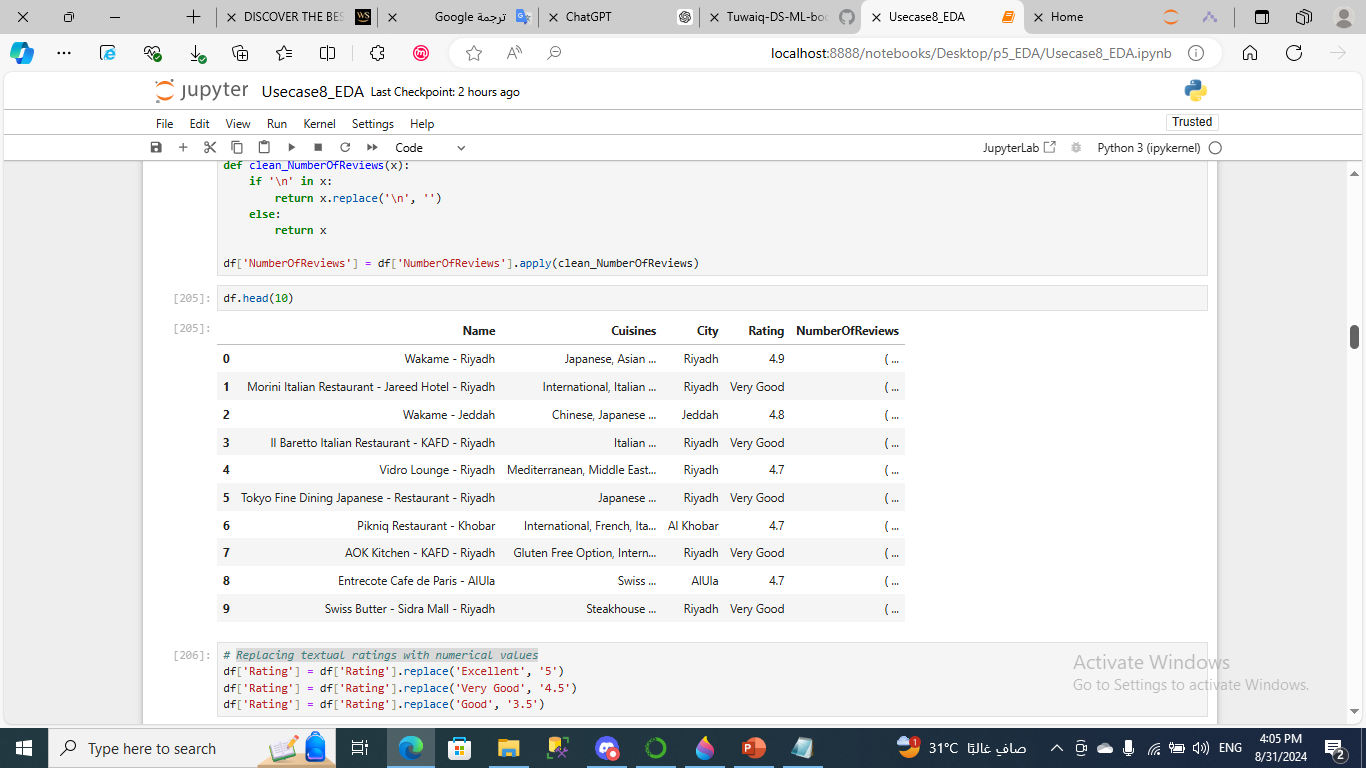 DISCOVER THE BES
ترجمة Google
ChatGPT
Tuwaiq-DS-ML-boo
Usecase8_EDA
Home
localhost:8888/notebooks/Desktop/p5_EDA/Usecase8_EDA.ipynb
jupyter Usecase8_EDA Last Checkpoint: 2 hours ago
File Edit View Run Kernel Settings Help
Trusted
Code
JupyterLab
Python 3 (ipykernel)
def clean_NumberOfReviews(x):
    if '\n' in x:
        return x.replace('\n', '')
    else:
        return x
df['NumberOfReviews'] = df['NumberOfReviews'].apply(clean_NumberOfReviews)
[205]: df.head(10)
[205]:
Name Cuisines City Rating NumberOfReviews
0 Wakame - Riyadh Japanese, Asian ... Riyadh 4.9 ( ...
1 Morini Italian Restaurant - Jareed Hotel - Riyadh International, Italian ... Riyadh Very Good ( ...
2 Wakame - Jeddah Chinese, Japanese ... Jeddah 4.8 ( ...
3 Il Baretto Italian Restaurant - KAFD - Riyadh Italian ... Riyadh Very Good ( ...
4 Vidro Lounge - Riyadh Mediterranean, Middle East... Riyadh 4.7 ( ...
5 Tokyo Fine Dining Japanese - Restaurant - Riyadh Japanese ... Riyadh Very Good ( ...
6 Pikniq Restaurant - Khobar International, French, Ita... Al Khobar 4.7 ( ...
7 AOK Kitchen - KAFD - Riyadh Gluten Free Option, Intern... Riyadh Very Good ( ...
8 Entrecote Cafe de Paris - AlUla Swiss ... AlUla 4.7 ( ...
9 Swiss Butter - Sidra Mall - Riyadh Steakhouse ... Riyadh Very Good ( ...
[206]: # Replacing textual ratings with numerical values
df['Rating'] = df['Rating'].replace('Excellent', '5')
df['Rating'] = df['Rating'].replace('Very Good', '4.5')
df['Rating'] = df['Rating'].replace('Good', '3.5')
Activate Windows
Go to Settings to activate Windows.
Type here to search
31°C صافٍ غالبًا
ENG
4:05 PM
8/31/2024
2